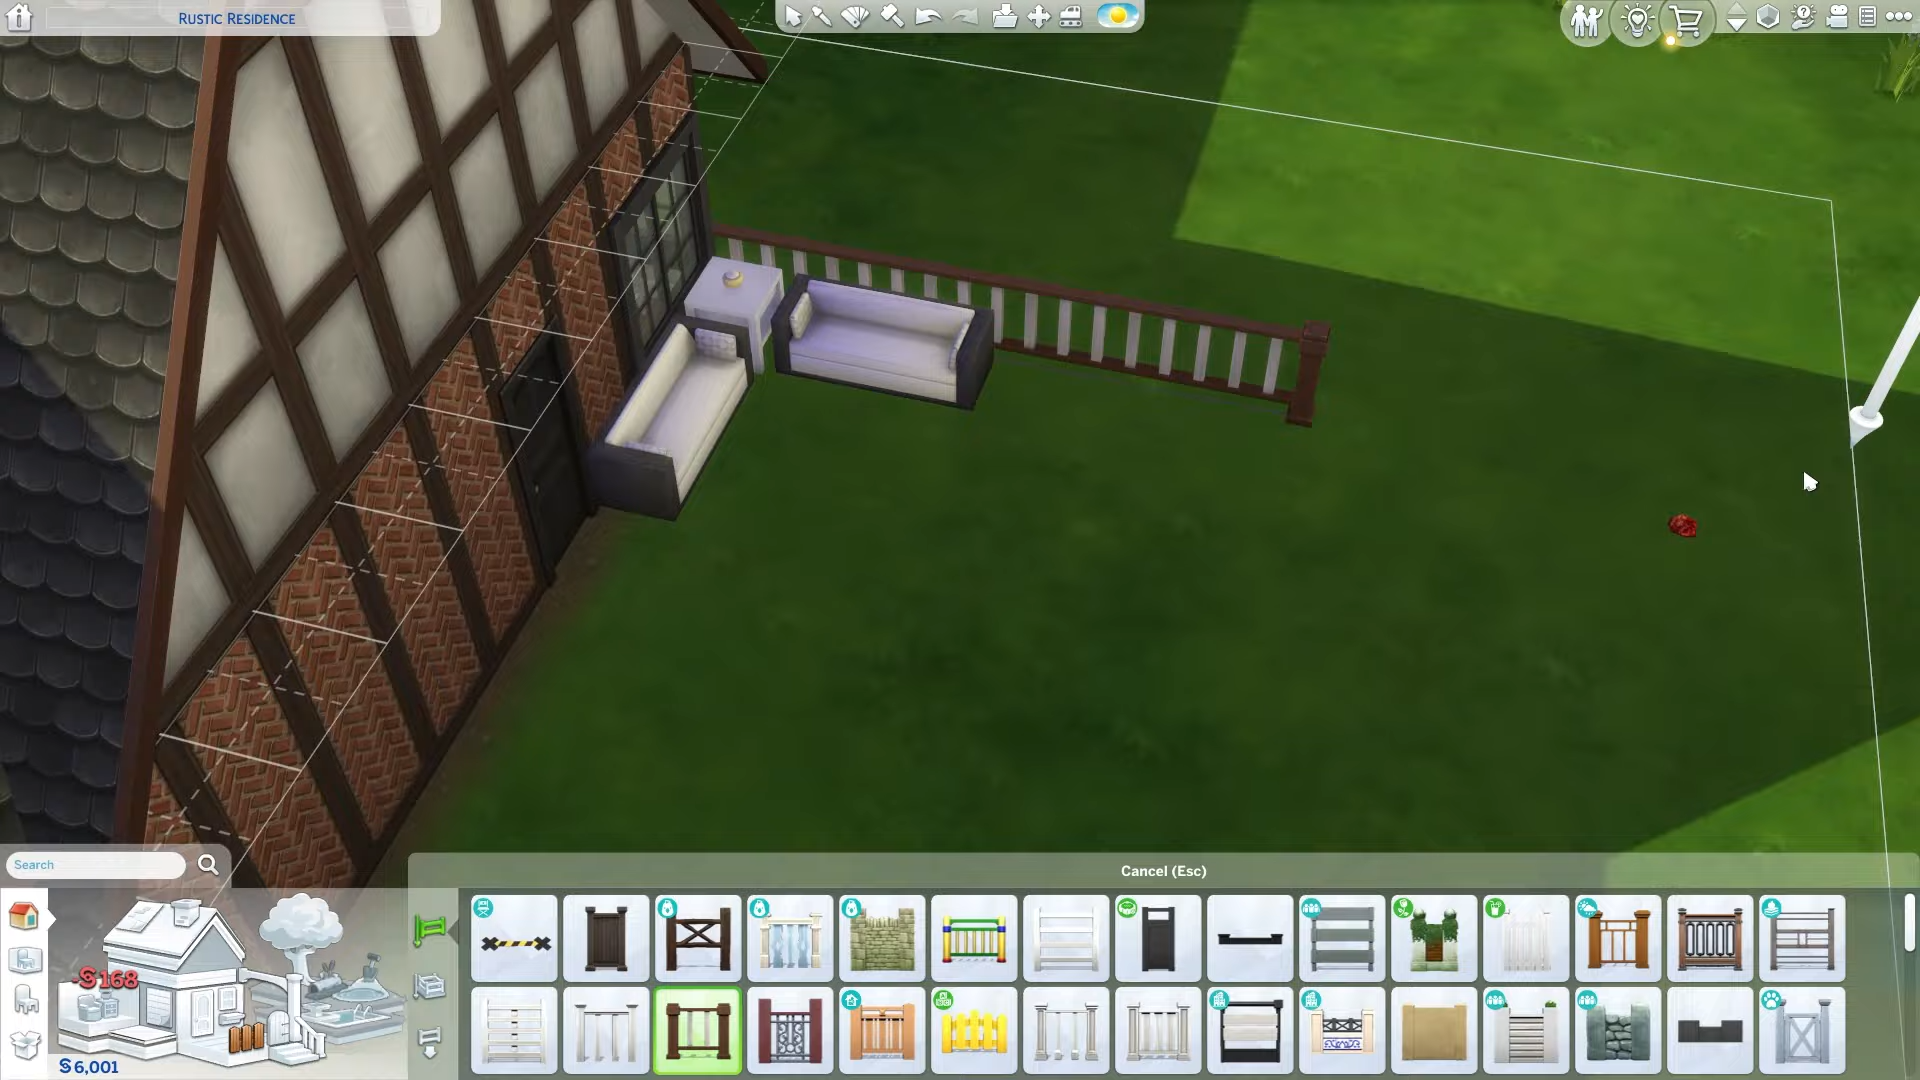 RUSTIC RESIDENCE
Cancel (Esc)
Search
-§168
§6,001